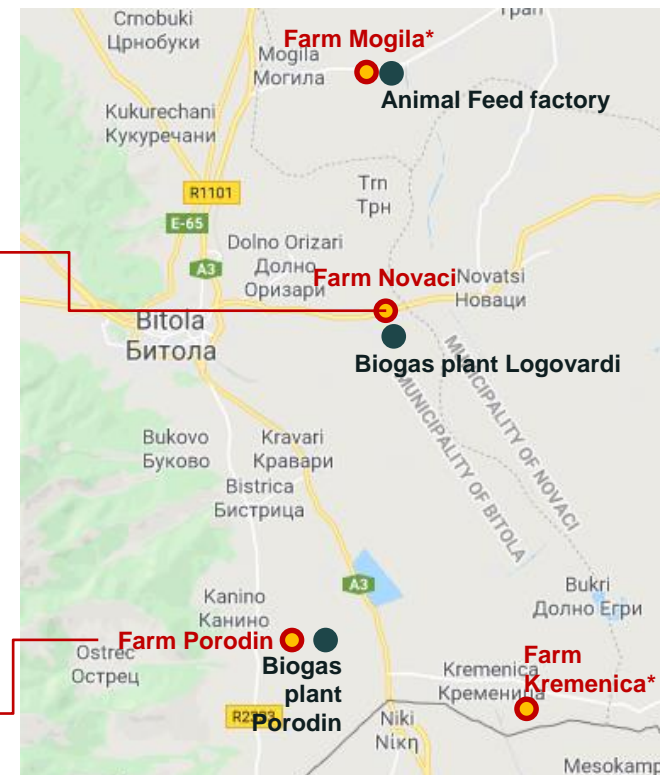 Crnobuki
Црнобуки
Farm Mogila*
Mogila
Могила
Трап
Animal Feed factory
Kukurechani
Кукуречани
R1101
Trn
Трн
E-65
Dolno Orizari
Долно
Оризари
A3
Farm Novaci
Novatsi
Новаци
Bitola
Битола
Biogas plant Logovardi
MUNICIPALITY OF NOVACI
MUNICIPALITY OF BITOLA
Bukovo
Буково
Kravari
Кравари
Bistrica
Бистрица
A3
Bukri
Долно Егри
Kanino
Канино
Farm Porodin
Ostrec
Острец
Biogas
plant
Porodin
Farm
Kremenica*
Kremenica
Кременица
Niki
Νίκη
Mesokamp